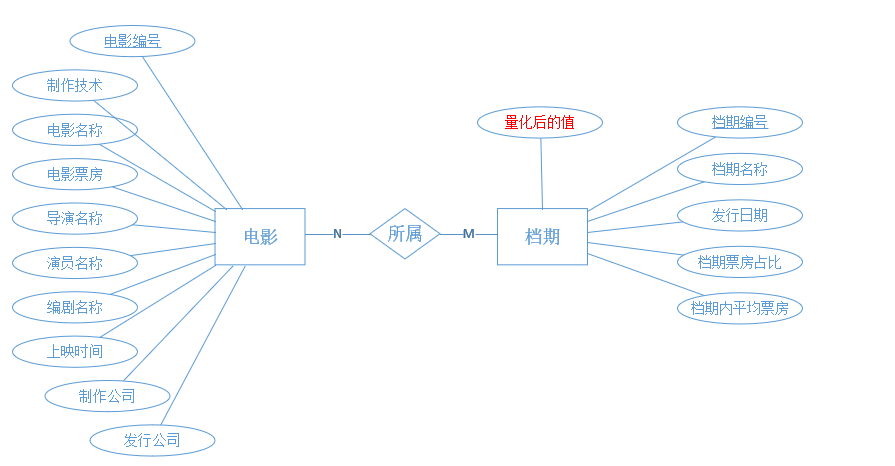 电影编号
制作技术
电影名称
电影票房
导演名称
演员名称
编剧名称
上映时间
制作公司
发行公司
电影
N
所属
M
档期
量化后的值
档期编号
档期名称
发行日期
档期票房占比
档期内平均票房